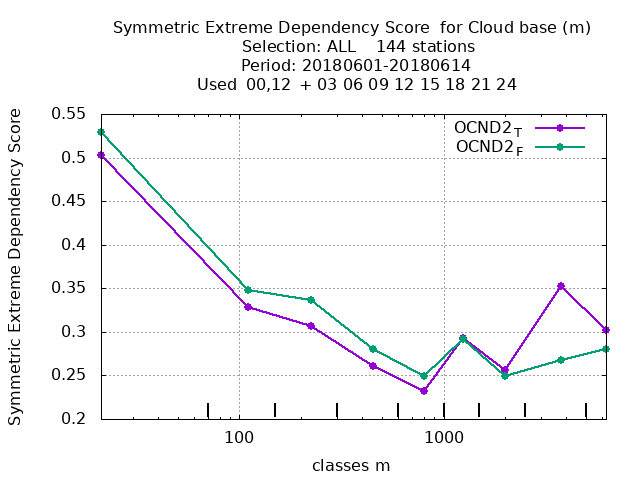 Symmetric Extreme Dependency Score for Cloud base (m)
Selection: ALL 144 stations
Period: 20180601-20180614
Used 00,12 + 03 06 09 12 15 18 21 24
Symmetric Extreme Dependency Score
0.55
0.5
0.45
0.4
0.35
0.3
0.25
0.2
OCND2T
OCND2F
100 1000
classes m